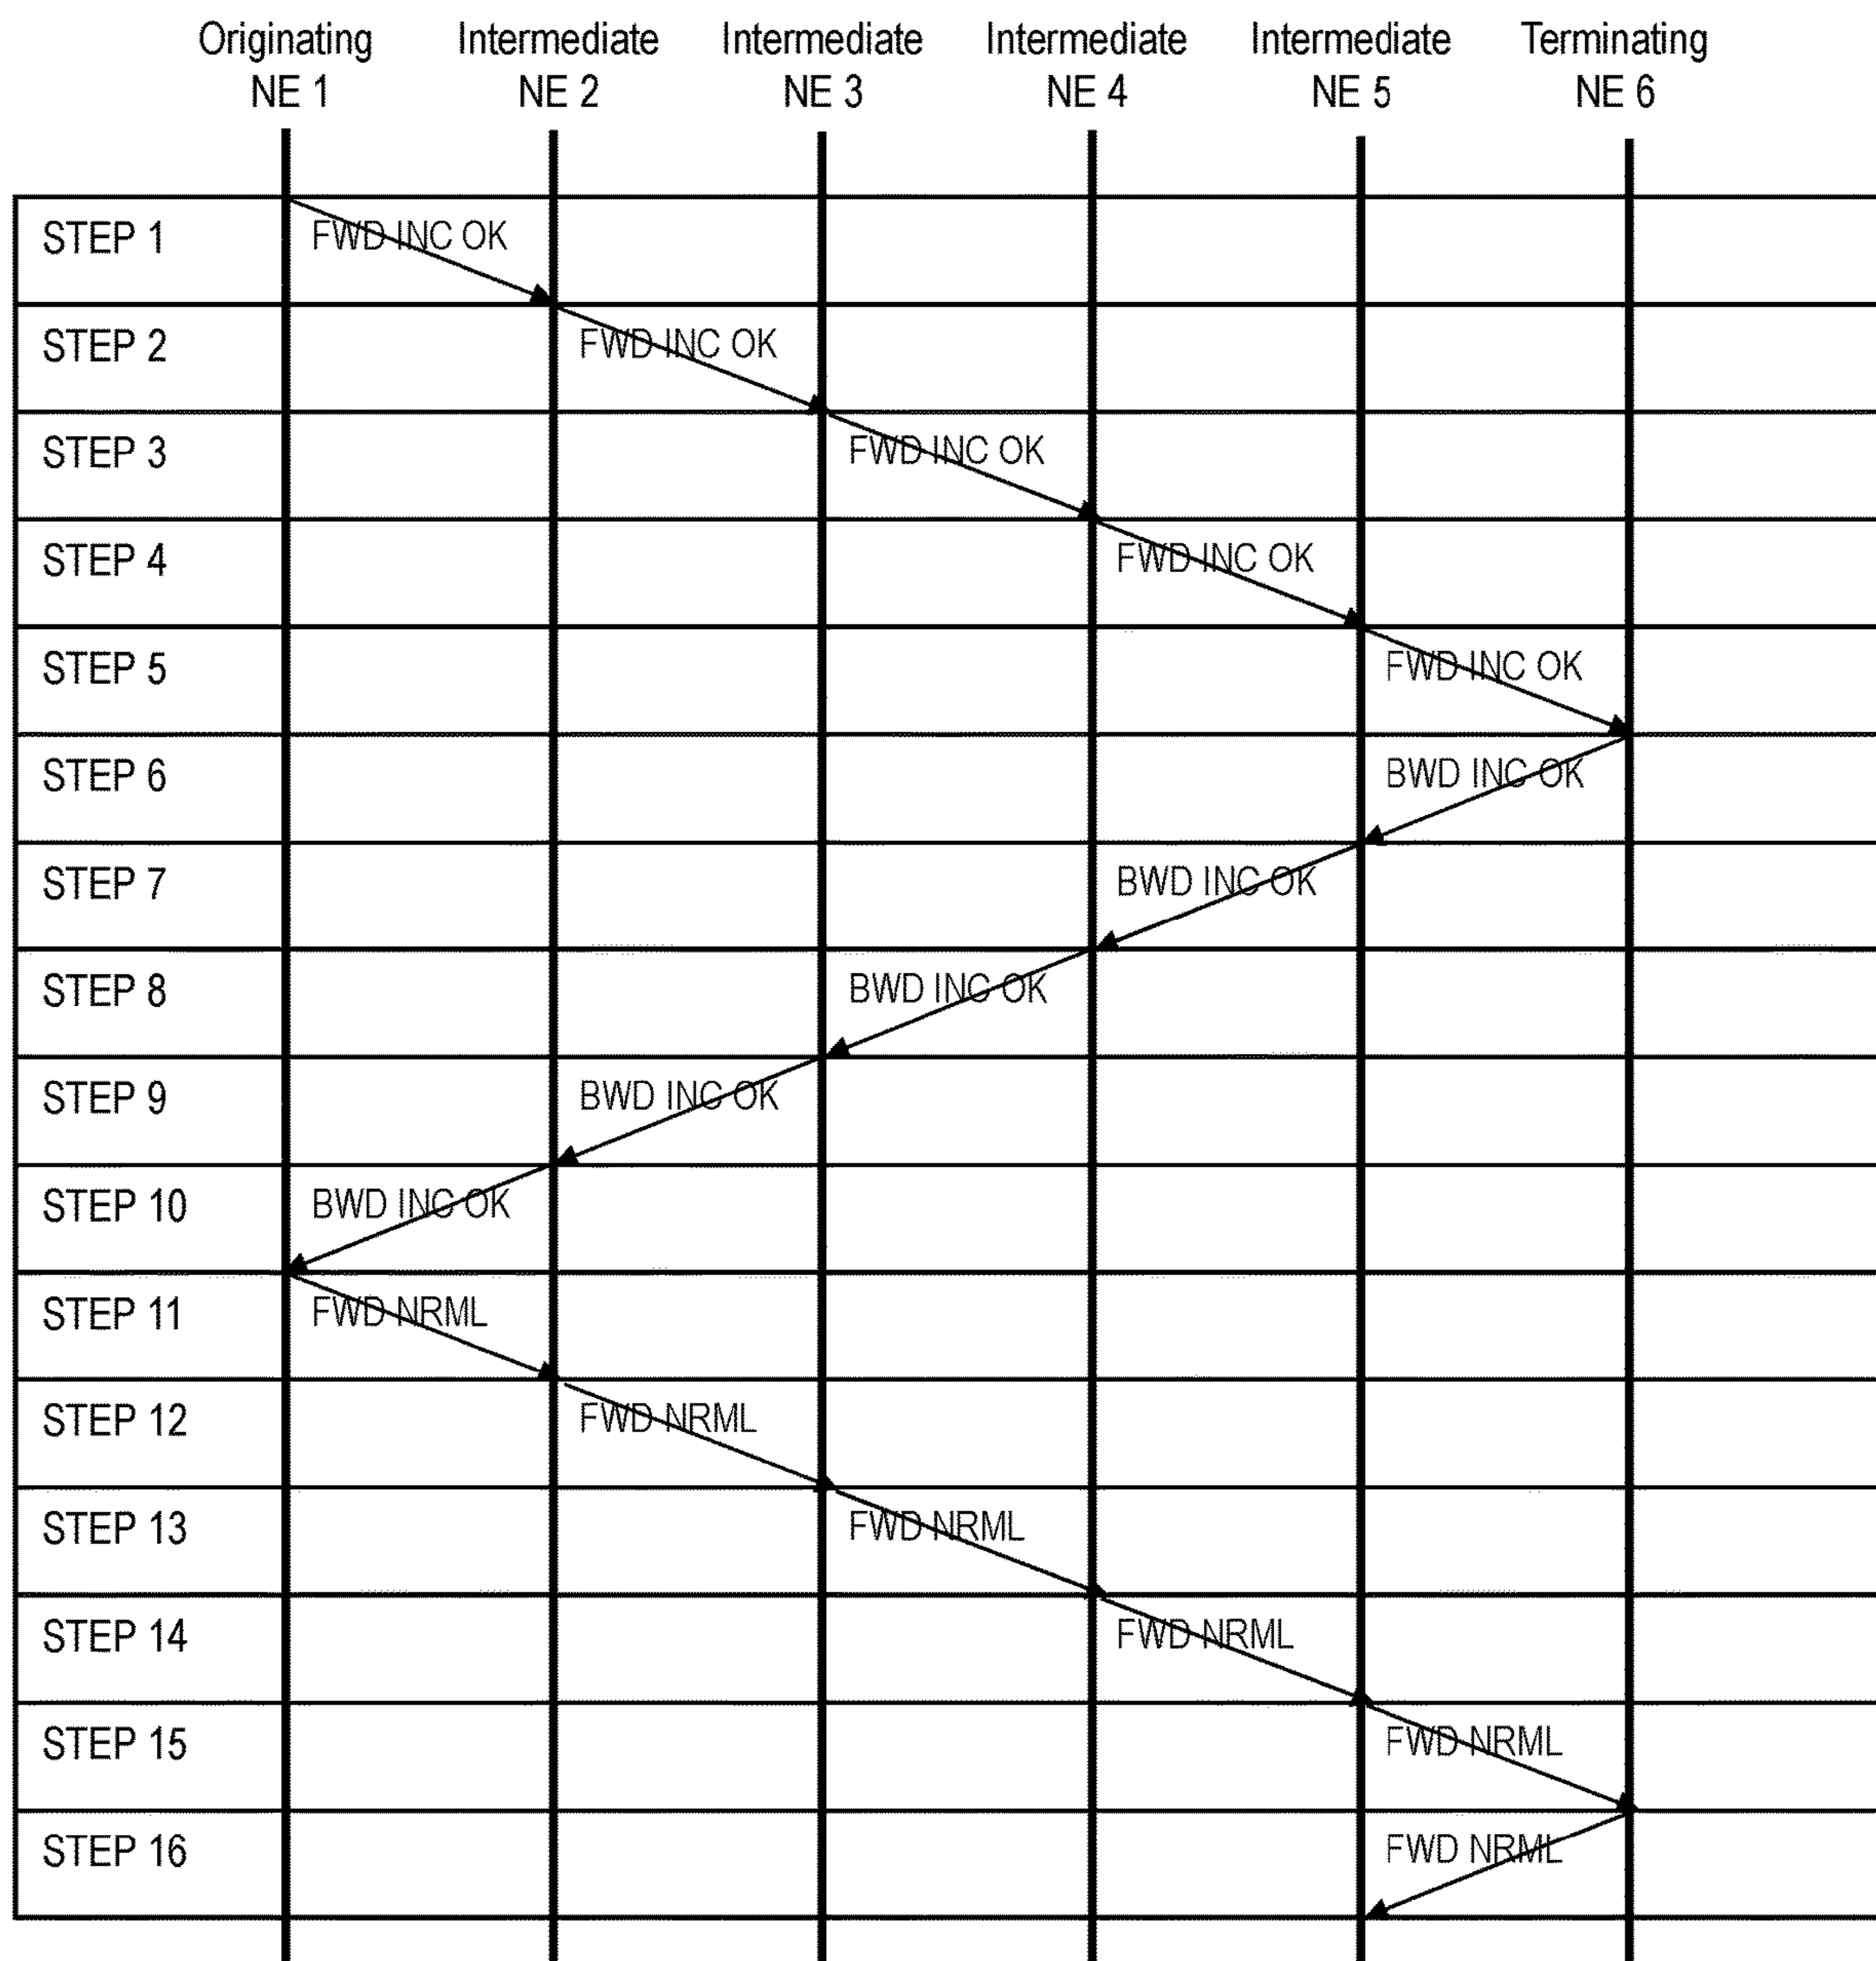 Originating Intermediate Intermediate Intermediate Intermediate Terminating
NE 1 NE 2 NE 3 NE 4 NE 5 NE 6
STEP 1 FWD INC OK
STEP 2 FWD INC OK
STEP 3 FWD INC OK
STEP 4 FWD INC OK
STEP 5 FWD INC OK
STEP 6 BWD INC OK
STEP 7 BWD INC OK
STEP 8 BWD INC OK
STEP 9 BWD INC OK
STEP 10 BWD INC OK
STEP 11 FWD NRML
STEP 12 FWD NRML
STEP 13 FWD NRML
STEP 14 FWD NRML
STEP 15 FWD NRML
STEP 16 FWD NRML